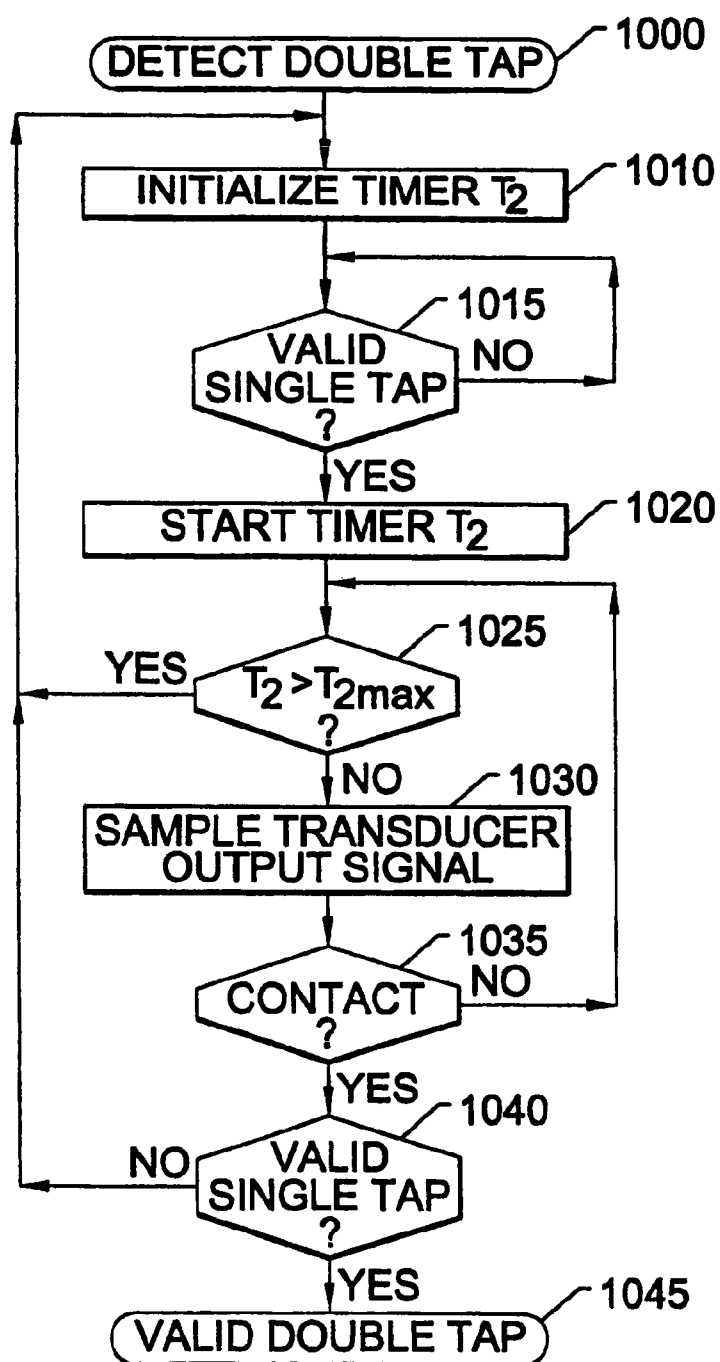 1000
DETECT DOUBLE TAP
1010
INITIALIZE TIMER T2
1015
VALID
SINGLE TAP
?
NO
YES
1020
START TIMER T2
1025
YES
T2 > T2max
?
NO
1030
SAMPLE TRANSDUCER
OUTPUT SIGNAL
1035
CONTACT
?
NO
YES
1040
NO
VALID
SINGLE TAP
?
YES
1045
VALID DOUBLE TAP